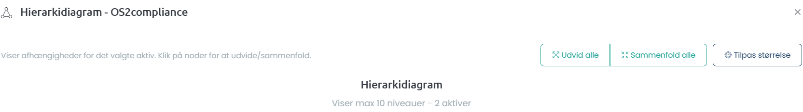 Hierarkidiagram - OS2compliance
Viser afhængigheder for det valgte aktiv. Klik på noder for at udvide/sammenfold.
Udvid alle
Sammenfold alle
Tilpas størrelse
Hierarkidiagram
Viser max 10 niveauer - 2 aktiver